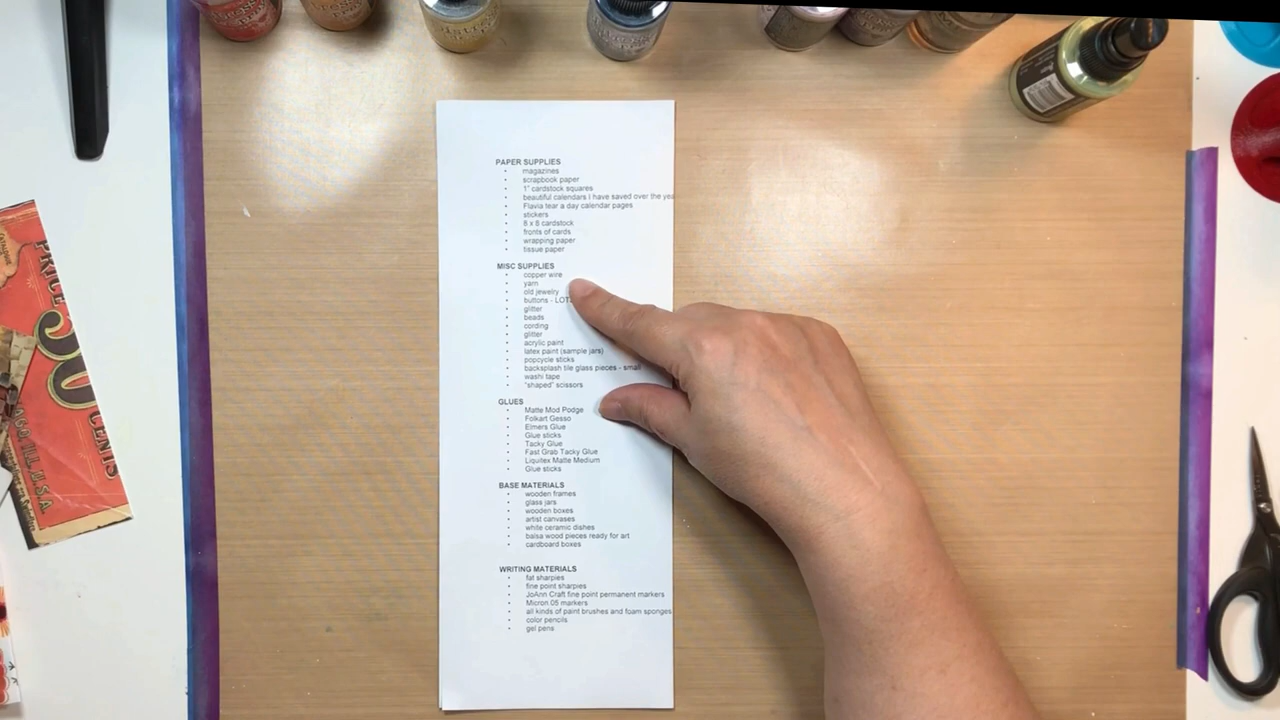 PAPER SUPPLIES
• magazines
• scrapbook paper
• 1" cardstock squares
• beautiful calendars I have saved over the yea
• Flavia tear a day calendar pages
• stickers
• 8 x 8 cardstock
• fronts of cards
• wrapping paper
• tissue paper
MISC SUPPLIES
• copper wire
• yarn
• old jewelry
• buttons - LOT
• glitter
• beads
• cording
• glitter
• acrylic paint
• latex paint (sample jars)
• popcycle sticks
• backsplash tile glass pieces - small
• washi tape
• "shaped" scissors
GLUES
• Matte Mod Podge
• Folkart Gesso
• Elmers Glue
• Glue sticks
• Tacky Glue
• Fast Grab Tacky Glue
• Liquitex Matte Medium
• Glue sticks
BASE MATERIALS
• wooden frames
• glass jars
• wooden boxes
• artist canvases
• white ceramic dishes
• balsa wood pieces ready for art
• cardboard boxes
WRITING MATERIALS
• fat sharpies
• fine point sharpies
• JoAnn Craft fine point permanent markers
• Micron 05 markers
• all kinds of paint brushes and foam sponges
• color pencils
• gel pens
PRICE
50
CENTS
AGO ILL. U.S.A.